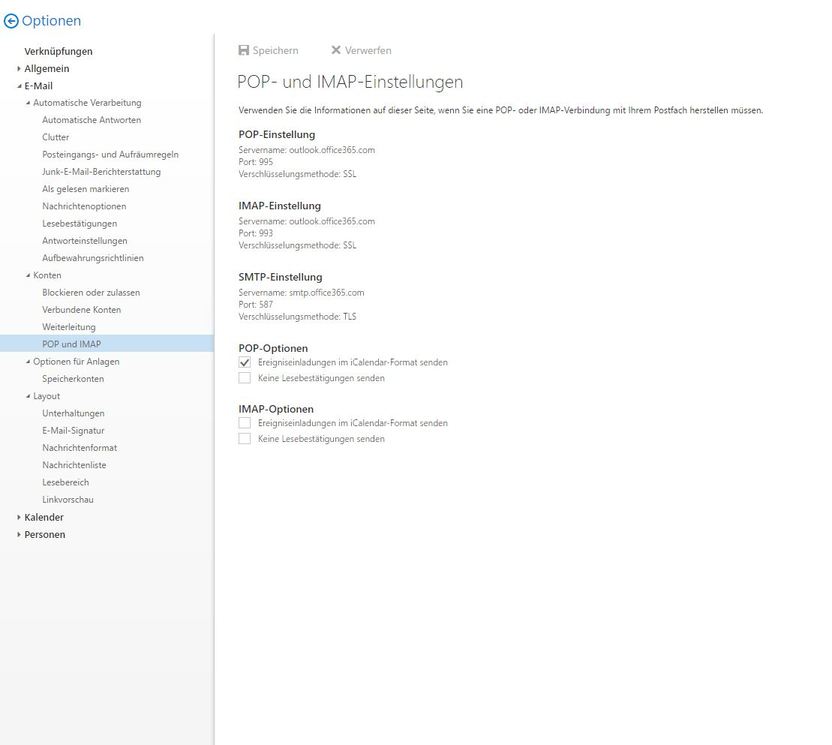 Optionen
Verknüpfungen
Allgemein
E-Mail
Automatische Verarbeitung
Automatische Antworten
Clutter
Posteingangs- und Aufräumregeln
Junk-E-Mail-Berichterstattung
Als gelesen markieren
Nachrichtenoptionen
Lesebestätigungen
Antworteinstellungen
Aufbewahrungsrichtlinien
Konten
Blockieren oder zulassen
Verbundene Konten
Weiterleitung
POP und IMAP
Optionen für Anlagen
Speicherkonten
Layout
Unterhaltungen
E-Mail-Signatur
Nachrichtenformat
Nachrichtenliste
Lesebereich
Linkvorschau
Kalender
Personen
Speichern
Verwerfen
POP- und IMAP-Einstellungen
Verwenden Sie die Informationen auf dieser Seite, wenn Sie eine POP- oder IMAP-Verbindung mit Ihrem Postfach herstellen müssen.
POP-Einstellung
Servername: outlook.office365.com
Port: 995
Verschlüsselungsmethode: SSL
IMAP-Einstellung
Servername: outlook.office365.com
Port: 993
Verschlüsselungsmethode: SSL
SMTP-Einstellung
Servername: smtp.office365.com
Port: 587
Verschlüsselungsmethode: TLS
POP-Optionen
Ereigniseinladungen im iCalendar-Format senden
Keine Lesebestätigungen senden
IMAP-Optionen
Ereigniseinladungen im iCalendar-Format senden
Keine Lesebestätigungen senden